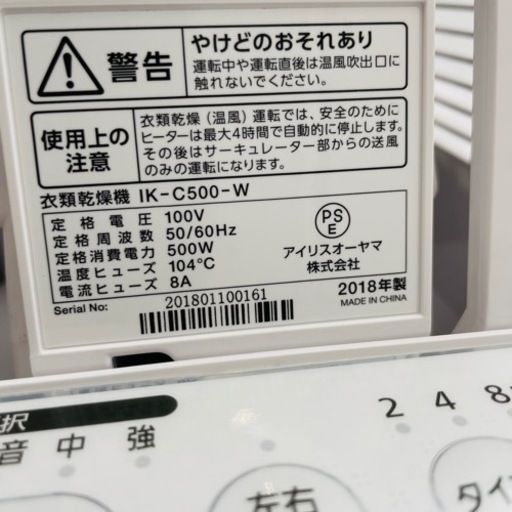 警告
やけどのおそれあり
運転中や運転直後は温風吹出口に
触れないでください。
使用上の
注意
衣類乾燥（温風）運転では、安全のために
ヒーターは最大4時間で自動的に停止します。
その後はサーキュレーター部からの送風
のみの運転になります。
衣類乾燥機 IK-C500-W
定格電圧 100V
定格周波数 50/60Hz
定格消費電力 500W
温度ヒューズ 104℃
電流ヒューズ 8A
PSE
アイリスオーヤマ
株式会社
Serial No: 201801100161
2018年製
MADE IN CHINA
択
音 中 強
2 4 8
左右
タイ